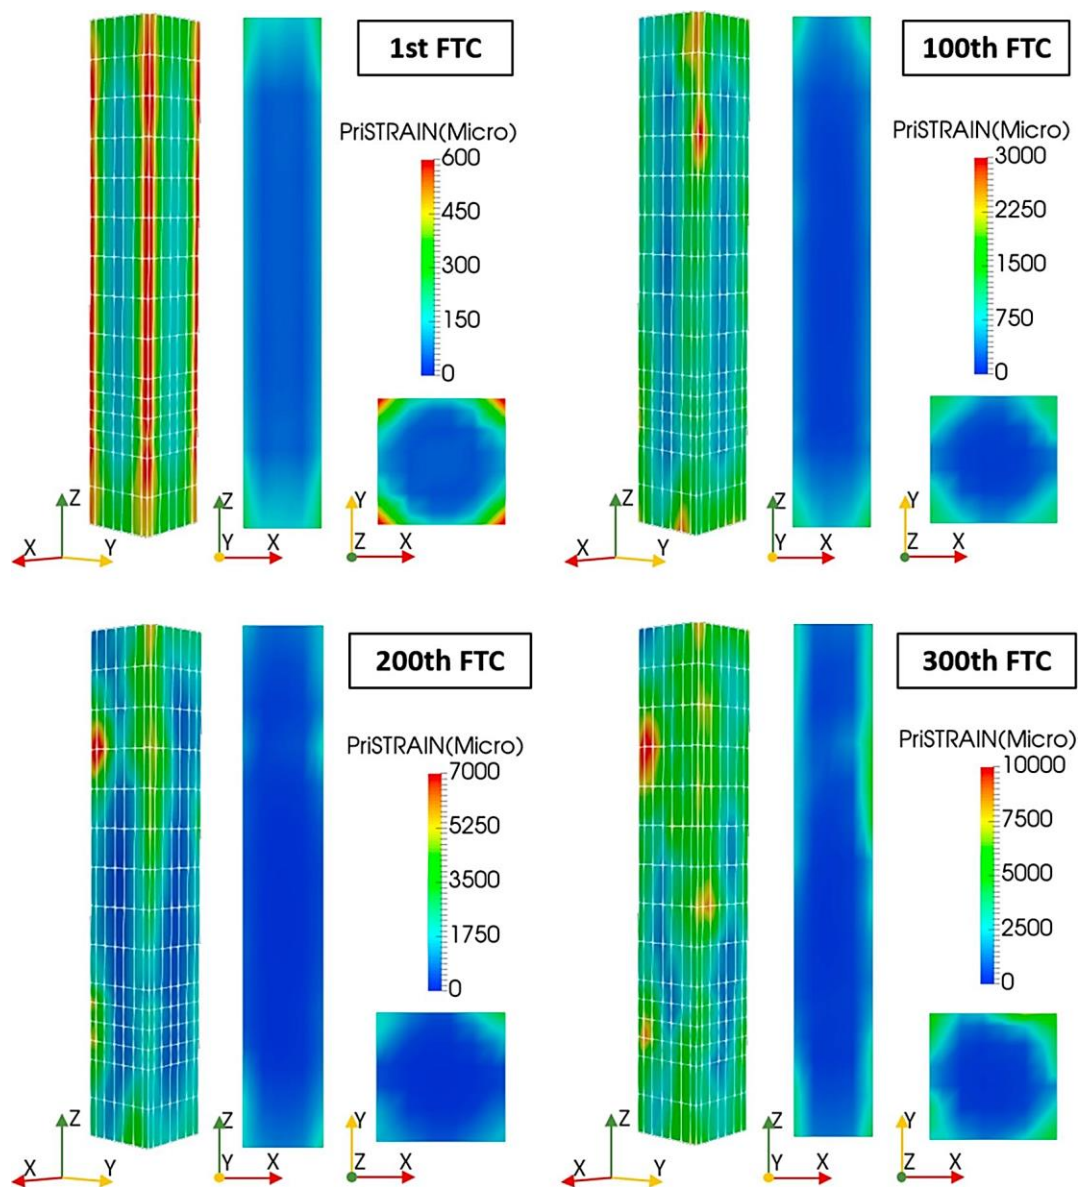 1st FTC
PriSTRAIN(Micro)
600
450
300
150
0
Z
X
Y
Z
Y
X
Y
Z
X
100th FTC
PriSTRAIN(Micro)
3000
2250
1500
750
0
Z
X
Y
Z
Y
X
Y
Z
X
200th FTC
PriSTRAIN(Micro)
7000
5250
3500
1750
0
Z
X
Y
Z
Y
X
Y
Z
X
300th FTC
PriSTRAIN(Micro)
10000
7500
5000
2500
0
Z
X
Y
Z
Y
X
Y
Z
X